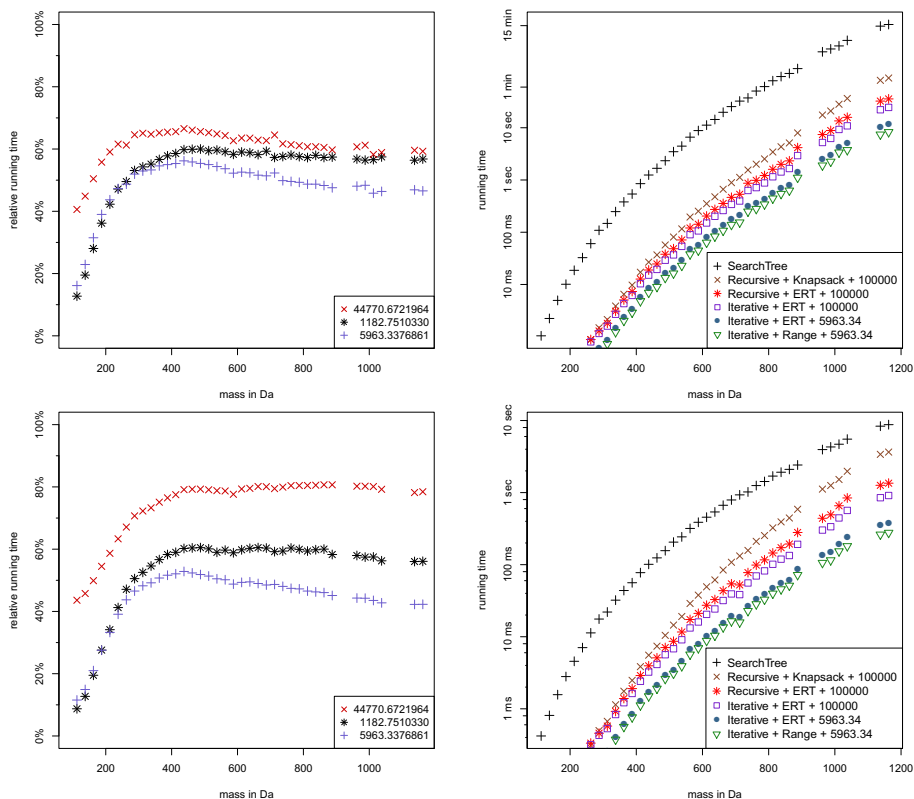 100%
80%
60%
40%
20%
0%
relative running time
200
400
600
800
1000
mass in Da
44770.6721964
1182.7510330
5963.3376861
15 min
1 min
10 sec
1 sec
100 ms
10 ms
running time
200
400
600
800
1000
1200
mass in Da
SearchTree
Recursive + Knapsack + 100000
Recursive + ERT + 100000
Iterative + ERT + 100000
Iterative + ERT + 5963.34
Iterative + Range + 5963.34
100%
80%
60%
40%
20%
0%
relative running time
200
400
600
800
1000
mass in Da
44770.6721964
1182.7510330
5963.3376861
10 sec
1 sec
100 ms
10 ms
1 ms
running time
200
400
600
800
1000
1200
mass in Da
SearchTree
Recursive + Knapsack + 100000
Recursive + ERT + 100000
Iterative + ERT + 100000
Iterative + ERT + 5963.34
Iterative + Range + 5963.34